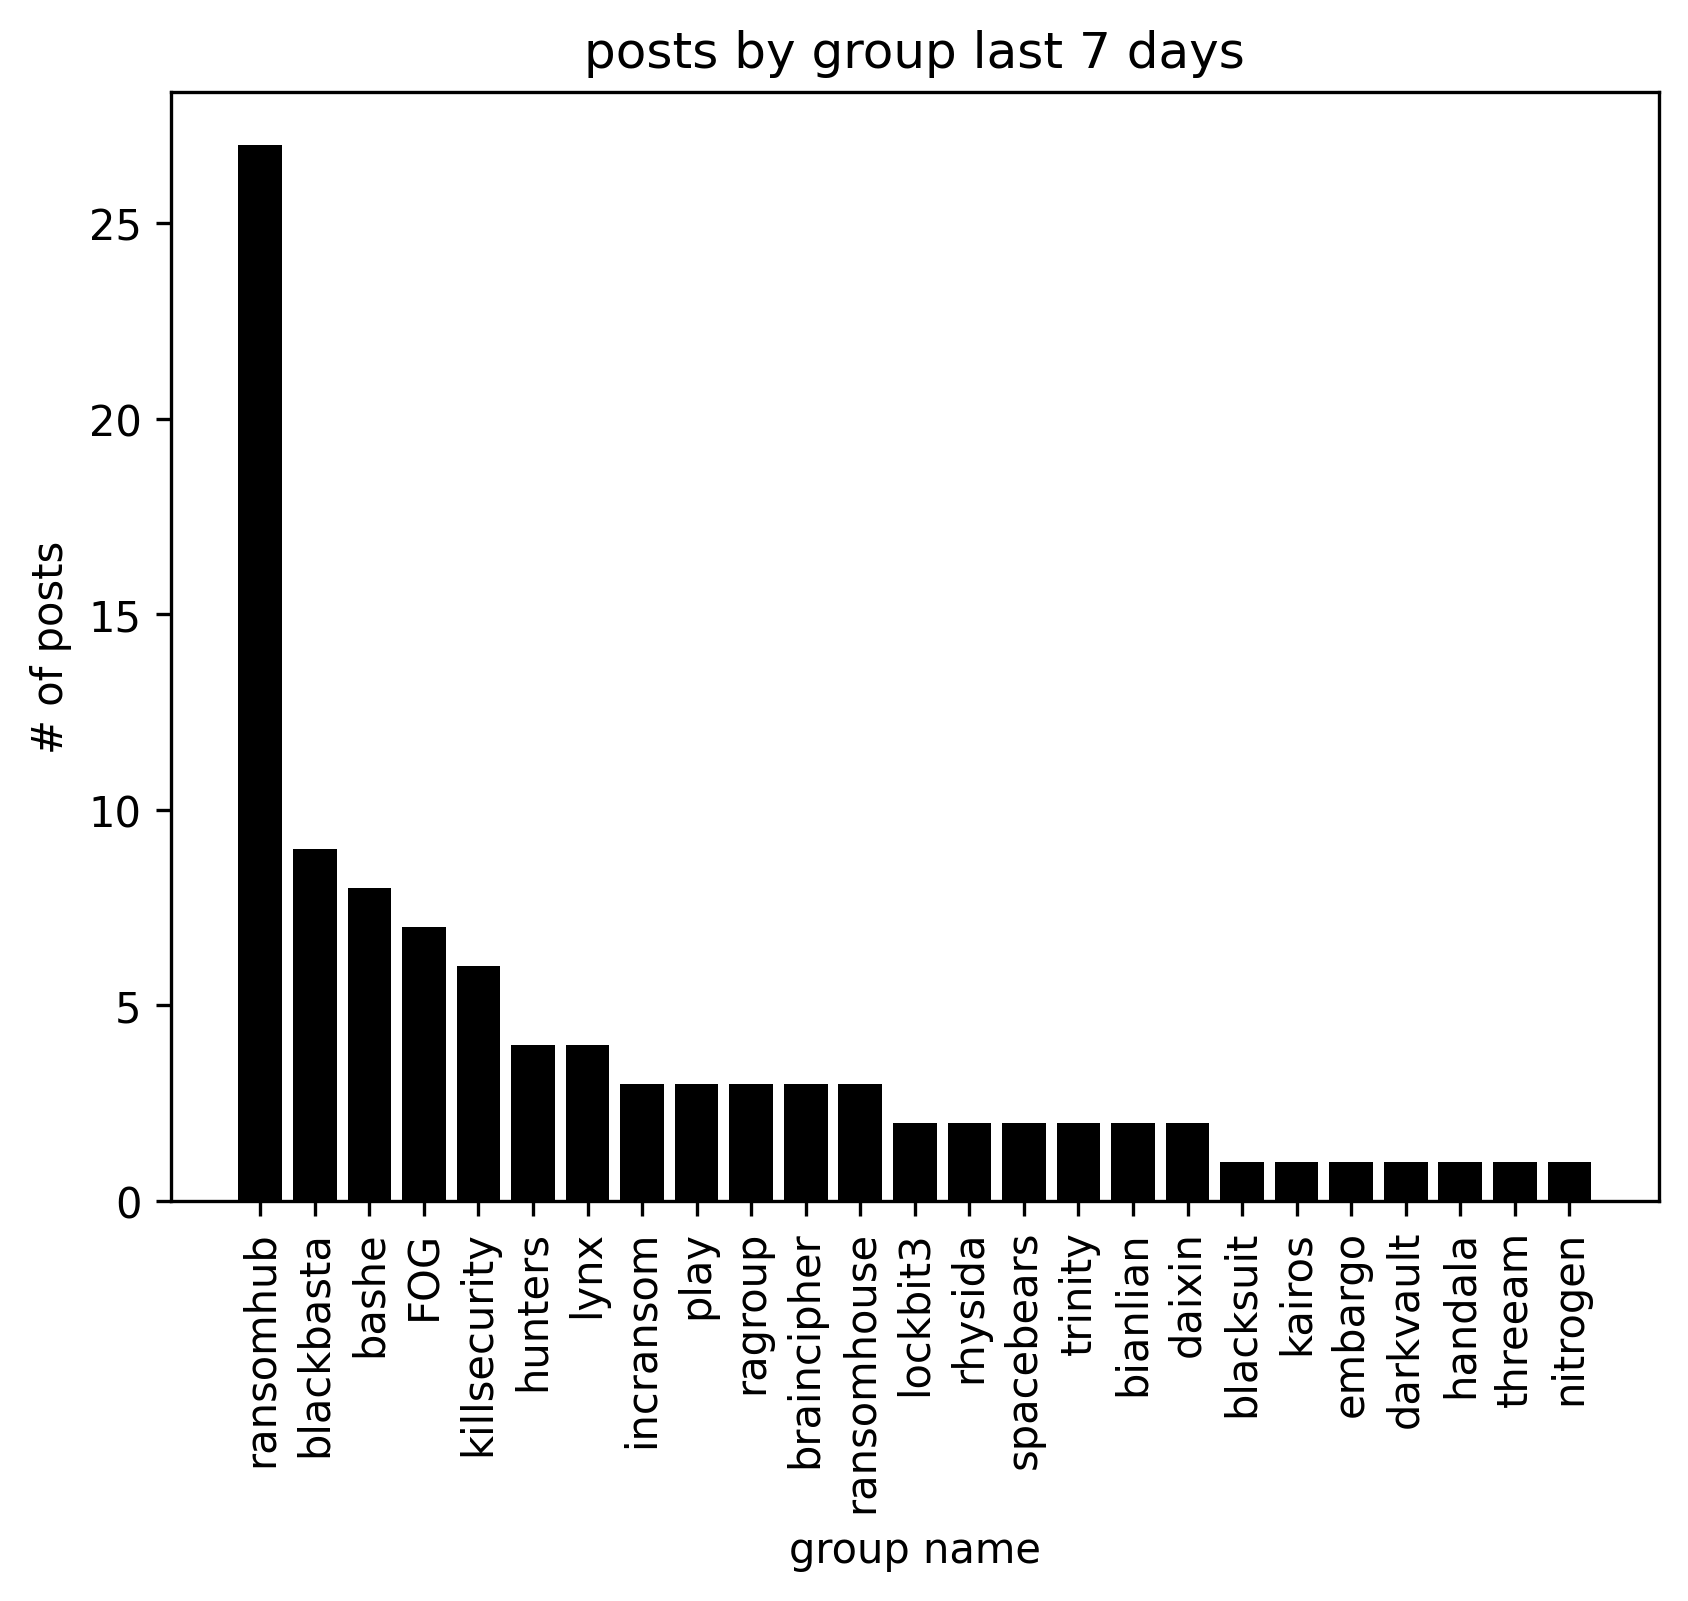 posts by group last 7 days
# of posts
25
20
15
10
5
0
ransomhub
blackbasta
bashe
FOG
killsecurity
hunters
lynx
incransom
play
ragroup
braincipher
ransomhouse
lockbit3
rhysida
spacebears
trinity
bianlian
daixin
blacksuit
kairos
embargo
darkvault
handala
threeam
nitrogen
group name